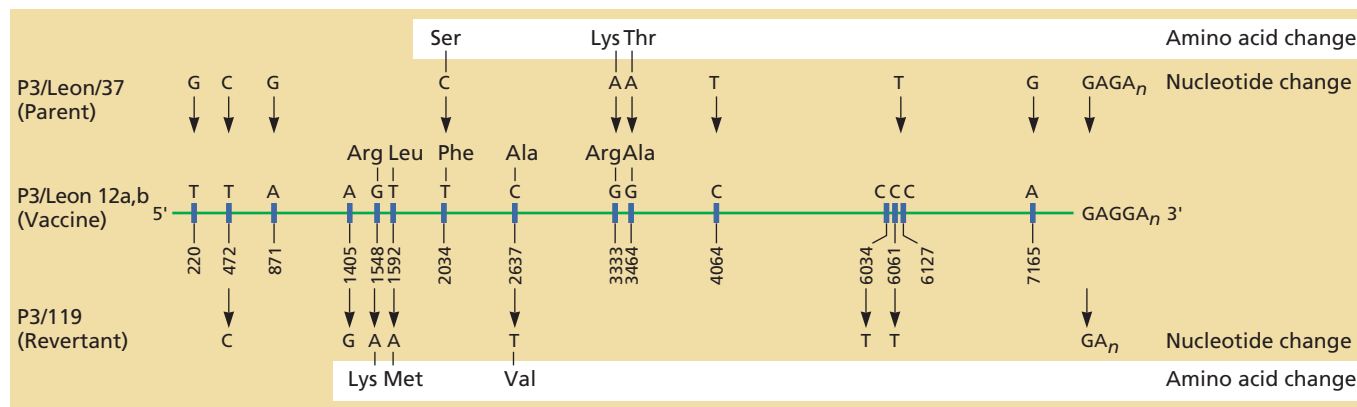 Ser Lys Thr Amino acid change
P3/Leon/37 G C G C A A T T G GAGAn Nucleotide change
(Parent)
Arg Leu Phe Ala Arg Ala
P3/Leon 12a,b T T A A G T T C G G C C C C A
(Vaccine) 5' GAGGAn 3'
220 472 871 1405 1548 1592 2034 2637 3333 3464 4064 6034 6061 6127 7165
P3/119
(Revertant) C G A A T T T GAn Nucleotide change
Lys Met Val Amino acid change